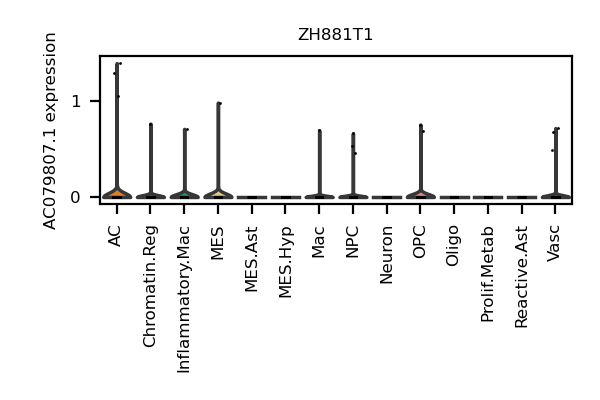 ZH881T1
AC079807.1 expression
1
0
AC
Chromatin.Reg
Inflammatory.Mac
MES
MES.Ast
MES.Hyp
Mac
NPC
Neuron
OPC
Oligo
Prolif.Metab
Reactive.Ast
Vasc